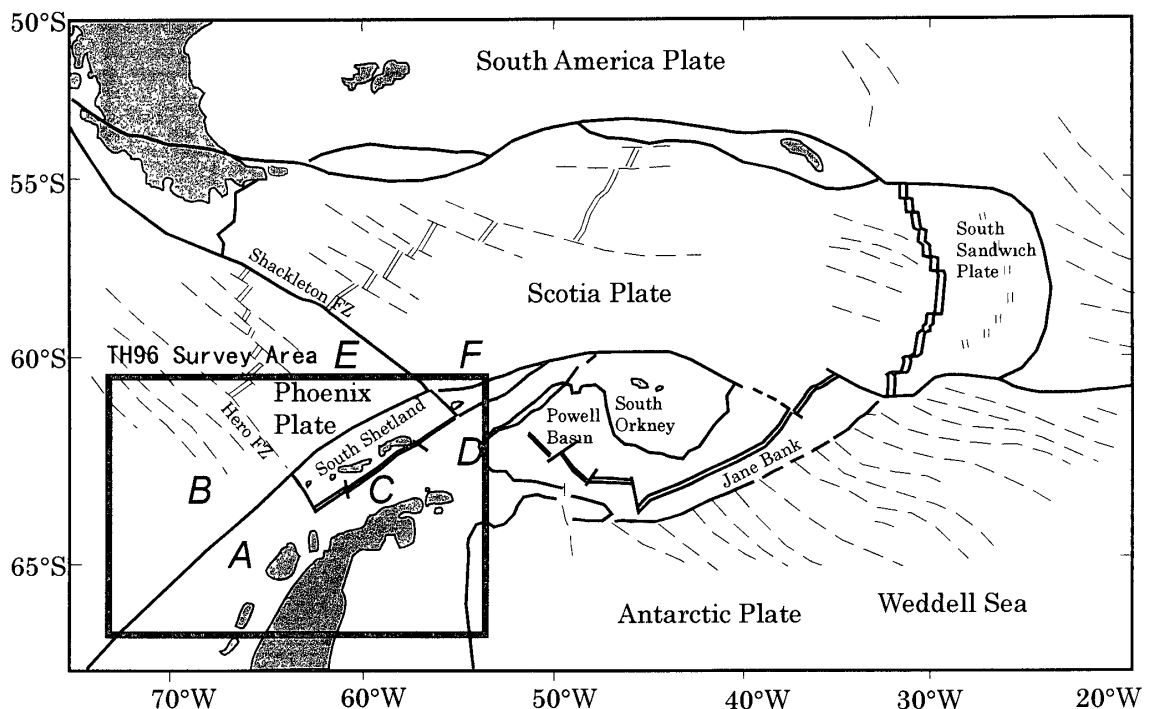 50°S
South America Plate
55°S
South
Sandwich
Plate
Shackleton FZ
Scotia Plate
60°S
TH96 Survey Area
E
F
Phoenix
Plate
Hero FZ
South Shetland
Powell
Basin
South
Orkney
D
Jane Bank
B
C
A
65°S
Antarctic Plate
Weddell Sea
70°W
60°W
50°W
40°W
30°W
20°W